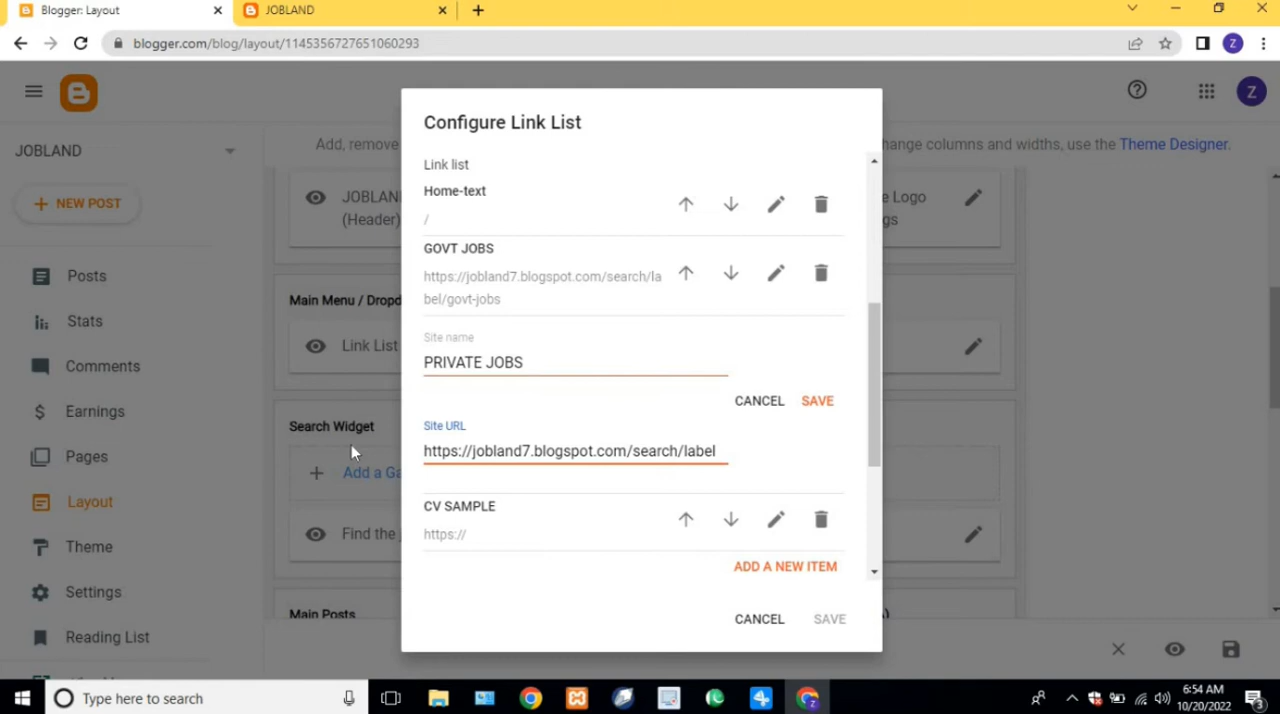 Blogger: Layout
JOBLAND
blogger.com/blog/layout/1145356727651060293
Z
Z
JOBLAND
NEW POST
Posts
Stats
Comments
Earnings
Pages
Layout
Theme
Settings
Reading List
Add, remove
change columns and widths, use the Theme Designer.
JOBLAND
(Header)
Logo
Main Menu / Dropd
Link List
Search Widget
Add a Ga
Find the
Main Posts
Configure Link List
Link list
Home-text
/
GOVT JOBS
https://jobland7.blogspot.com/search/la
bel/govt-jobs
Site name
PRIVATE JOBS
CANCEL SAVE
Site URL
https://jobland7.blogspot.com/search/label
CV SAMPLE
https://
ADD A NEW ITEM
CANCEL SAVE
Type here to search
6:54 AM
10/20/2022
3